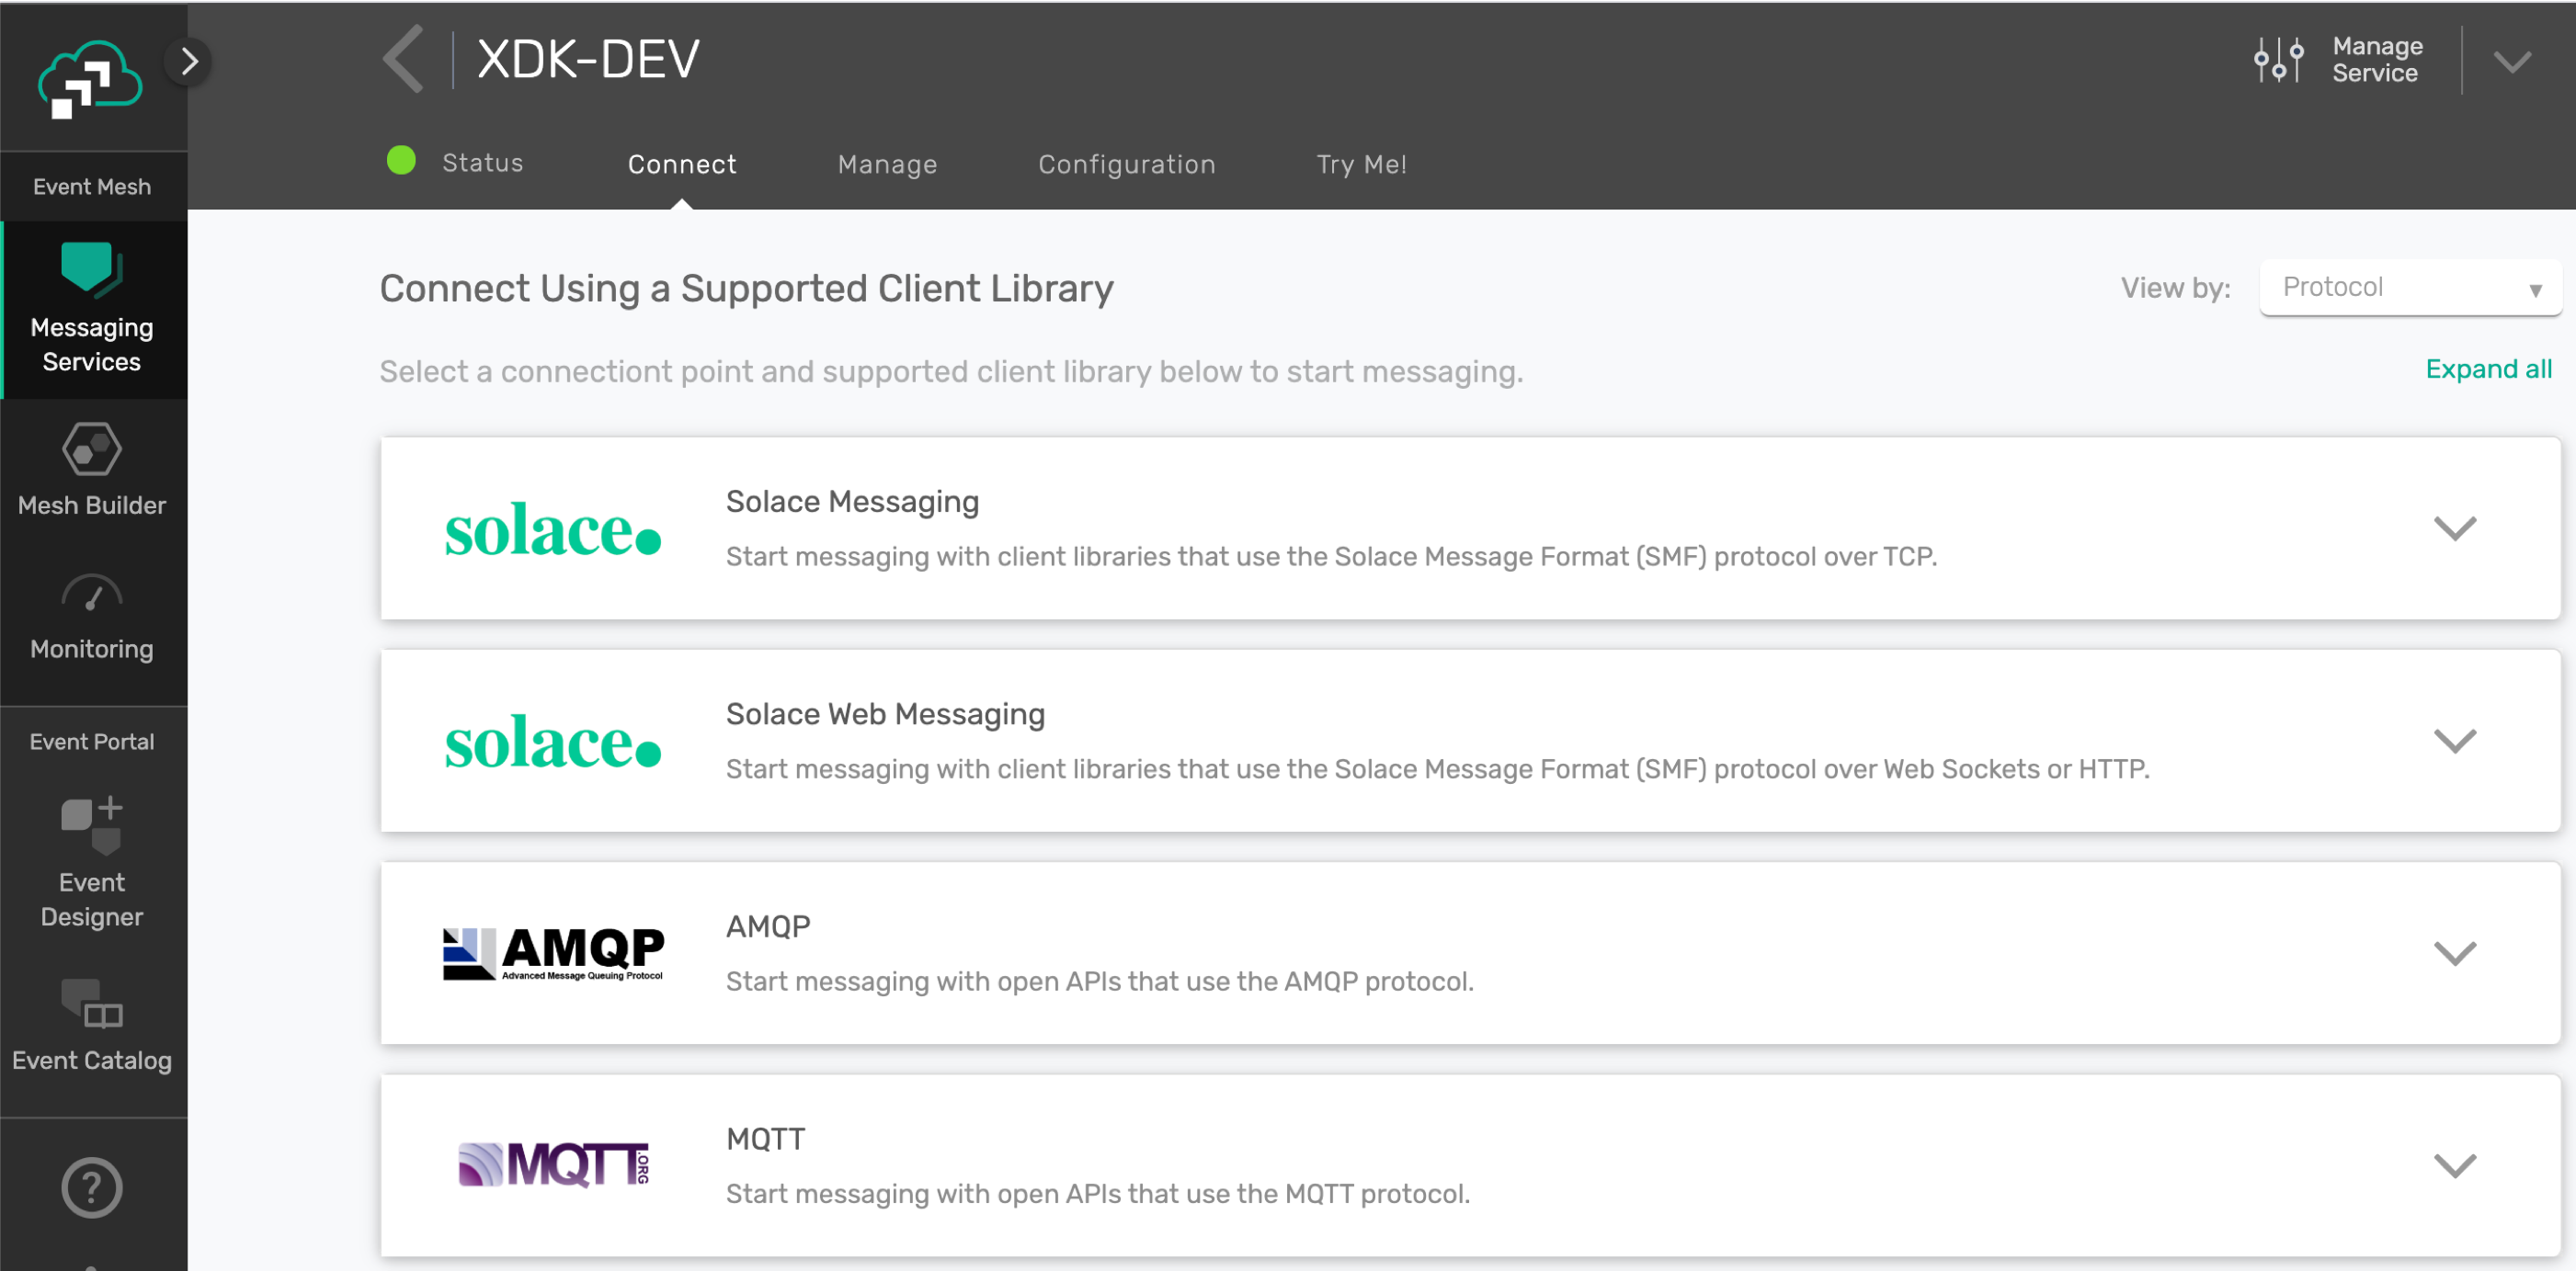 XDK-DEV
Manage
Service
Status
Connect
Manage
Configuration
Try Me!
Event Mesh
Messaging
Services
Mesh Builder
Monitoring
Event Portal
Event
Designer
Event Catalog
?
Connect Using a Supported Client Library
View by:
Protocol
Select a connectiont point and supported client library below to start messaging.
Expand all
solace.
Solace Messaging
Start messaging with client libraries that use the Solace Message Format (SMF) protocol over TCP.
solace.
Solace Web Messaging
Start messaging with client libraries that use the Solace Message Format (SMF) protocol over Web Sockets or HTTP.
AMQP
Advanced Message Queuing Protocol
AMQP
Start messaging with open APIs that use the AMQP protocol.
MQTT
.ORG
MQTT
Start messaging with open APIs that use the MQTT protocol.